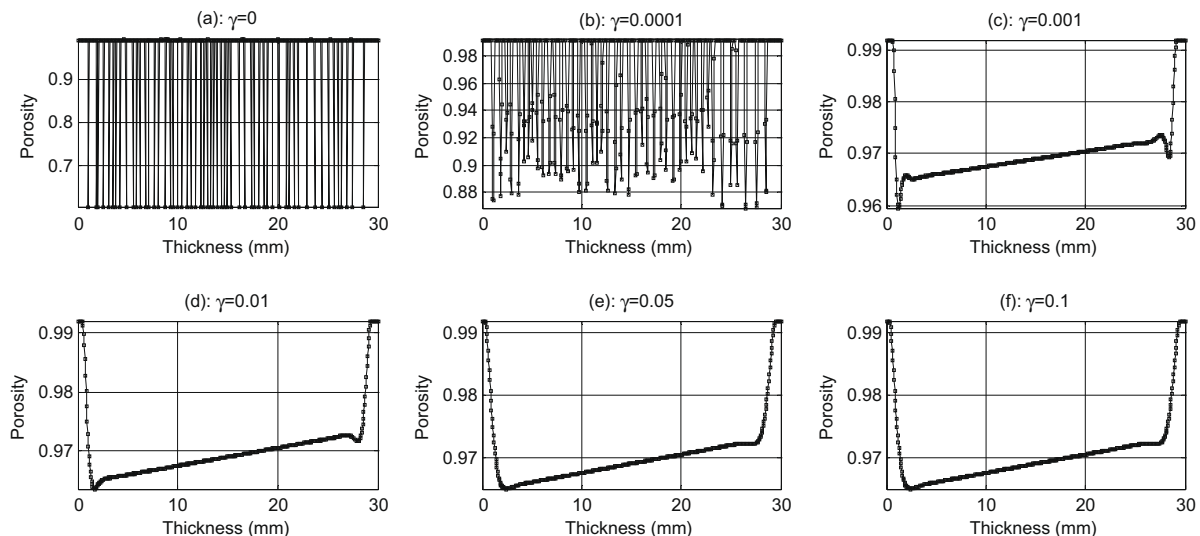 (a): γ=0
Porosity
0.9
0.8
0.7
0
10
20
30
Thickness (mm)
(b): γ=0.0001
Porosity
0.98
0.96
0.94
0.92
0.9
0.88
0
10
20
30
Thickness (mm)
(c): γ=0.001
Porosity
0.99
0.98
0.97
0.96
0
10
20
30
Thickness (mm)
(d): γ=0.01
Porosity
0.99
0.98
0.97
0
10
20
30
Thickness (mm)
(e): γ=0.05
Porosity
0.99
0.98
0.97
0
10
20
30
Thickness (mm)
(f): γ=0.1
Porosity
0.99
0.98
0.97
0
10
20
30
Thickness (mm)